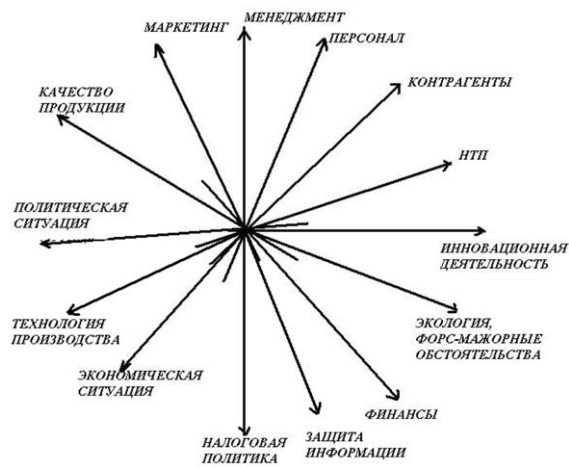 МЕНЕДЖМЕНТ
МАРКЕТИНГ
ПЕРСОНАЛ
КОНТРАГЕНТЫ
КАЧЕСТВО
ПРОДУКЦИИ
НТП
ПОЛИТИЧЕСКАЯ
СИТУАЦИЯ
ИННОВАЦИОННАЯ
ДЕЯТЕЛЬНОСТЬ
ТЕХНОЛОГИЯ
ПРОИЗВОДСТВА
ЭКОЛОГИЯ,
ФОРС-МАЖОРНЫЕ
ОБСТОЯТЕЛЬСТВА
ЭКОНОМИЧЕСКАЯ
СИТУАЦИЯ
ФИНАНСЫ
НАЛОГОВАЯ
ПОЛИТИКА
ЗАЩИТА
ИНФОРМАЦИИ